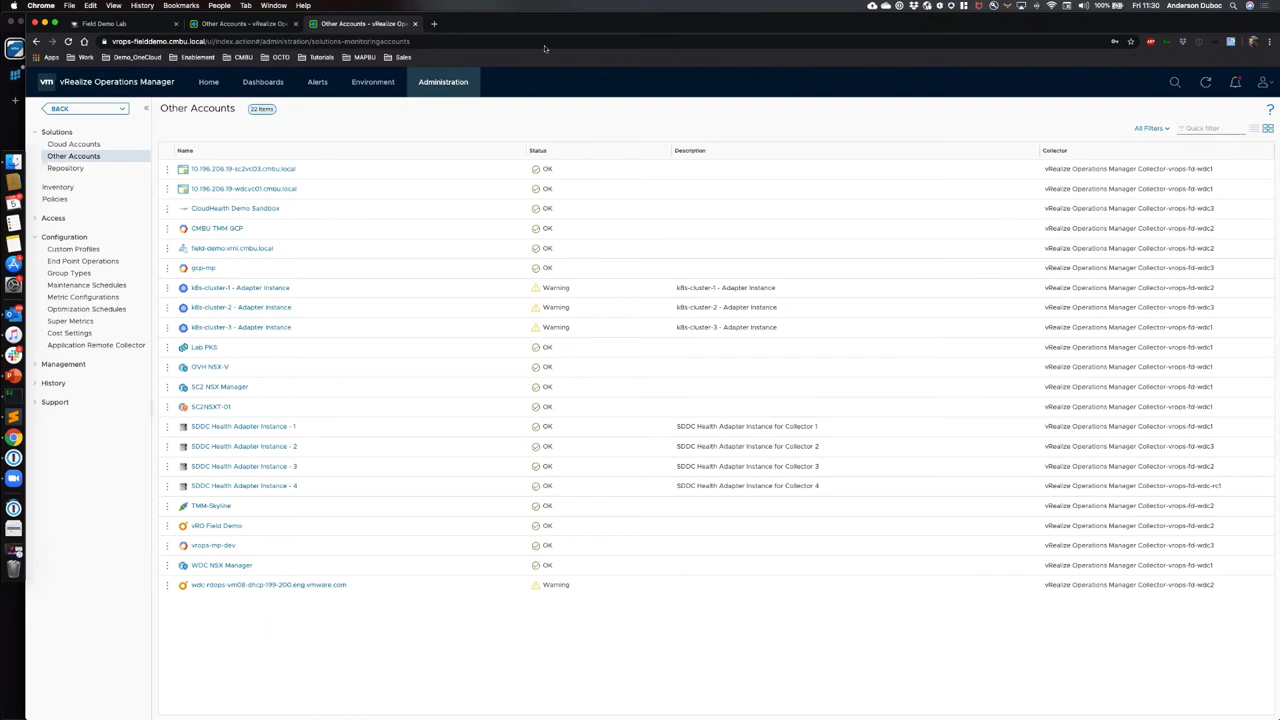 Chrome File Edit View History Bookmarks People Tab Window Help 100% Fri 11:30 Anderson Duboc
Field Demo Lab × Other Accounts - vRealize Ope × Other Accounts - vRealize Op × +
vrops-fielddemo.cmbu.local/ui/index.action#/administration/solutions-monitoringaccounts
Apps Work Demo_OneCloud Enablement CMBU OCTO Tutorials MAPBU Sales
vm vRealize Operations Manager Home Dashboards Alerts Environment Administration
BACK
Other Accounts 22 items
All Filters Quick filter
Solutions
Cloud Accounts
Other Accounts
Repository
Inventory
Policies
Access
Configuration
Custom Profiles
End Point Operations
Group Types
Maintenance Schedules
Metric Configurations
Optimization Schedules
Super Metrics
Cost Settings
Application Remote Collector
Management
History
Support
Name Status Description Collector
10.196.206.19-sc2vc03.cmbu.local OK vRealize Operations Manager Collector-vrops-fd-wdc1
10.196.206.19-wdcvc01.cmbu.local OK vRealize Operations Manager Collector-vrops-fd-wdc1
CloudHealth Demo Sandbox OK vRealize Operations Manager Collector-vrops-fd-wdc3
CMBU TMM GCP OK vRealize Operations Manager Collector-vrops-fd-wdc2
field-demo.vrni.cmbu.local OK vRealize Operations Manager Collector-vrops-fd-wdc2
gcp-mp OK vRealize Operations Manager Collector-vrops-fd-wdc3
k8s-cluster-1 - Adapter Instance Warning k8s-cluster-1 - Adapter Instance vRealize Operations Manager Collector-vrops-fd-wdc2
k8s-cluster-2 - Adapter Instance Warning k8s-cluster-2 - Adapter Instance vRealize Operations Manager Collector-vrops-fd-wdc3
k8s-cluster-3 - Adapter Instance Warning k8s-cluster-3 - Adapter Instance vRealize Operations Manager Collector-vrops-fd-wdc1
Lab PKS OK vRealize Operations Manager Collector-vrops-fd-wdc1
OVH NSX-V OK vRealize Operations Manager Collector-vrops-fd-wdc1
SC2 NSX Manager OK vRealize Operations Manager Collector-vrops-fd-wdc1
SC2NSXT-01 OK vRealize Operations Manager Collector-vrops-fd-wdc1
SDDC Health Adapter Instance - 1 OK SDDC Health Adapter Instance for Collector 1 vRealize Operations Manager Collector-vrops-fd-wdc1
SDDC Health Adapter Instance - 2 OK SDDC Health Adapter Instance for Collector 2 vRealize Operations Manager Collector-vrops-fd-wdc3
SDDC Health Adapter Instance - 3 OK SDDC Health Adapter Instance for Collector 3 vRealize Operations Manager Collector-vrops-fd-wdc2
SDDC Health Adapter Instance - 4 OK SDDC Health Adapter Instance for Collector 4 vRealize Operations Manager Collector-vrops-fd-wdc-rc1
TMM-Skyline OK vRealize Operations Manager Collector-vrops-fd-wdc2
vRO Field Demo OK vRealize Operations Manager Collector-vrops-fd-wdc2
vrops-mp-dev OK vRealize Operations Manager Collector-vrops-fd-wdc3
WDC NSX Manager OK vRealize Operations Manager Collector-vrops-fd-wdc1
wdc-rdops-vm08-dhcp-199-200.eng.vmware.com Warning vRealize Operations Manager Collector-vrops-fd-wdc2